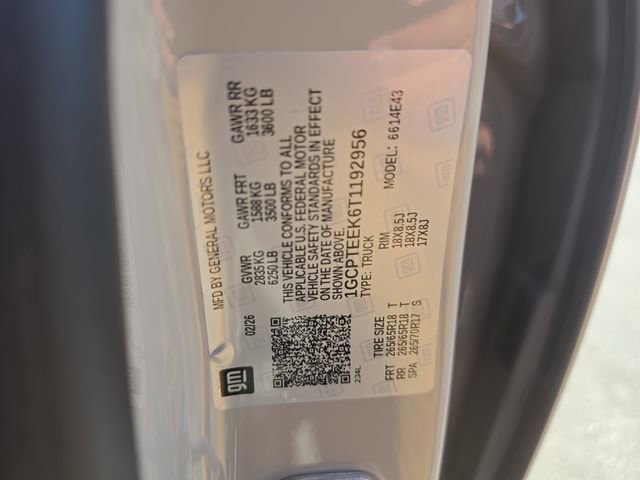 gm
MFD BY GENERAL MOTORS LLC
02/26
GVWR
2835 KG
6250 LB
GAWR FRT
1588 KG
3500 LB
GAWR RR
1633 KG
3600 LB
THIS VEHICLE CONFORMS TO ALL
APPLICABLE U.S. FEDERAL MOTOR
VEHICLE SAFETY STANDARDS IN EFFECT
ON THE DATE OF MANUFACTURE
SHOWN ABOVE.
1GCPTEEK6T1192956
TYPE: TRUCK
MODEL: 6614E43
234L
TIRE SIZE RIM
FRT 265/65R18 T 18X8.5J
RR 265/65R18 T 18X8.5J
SPA 265/70R17 S 17X8J